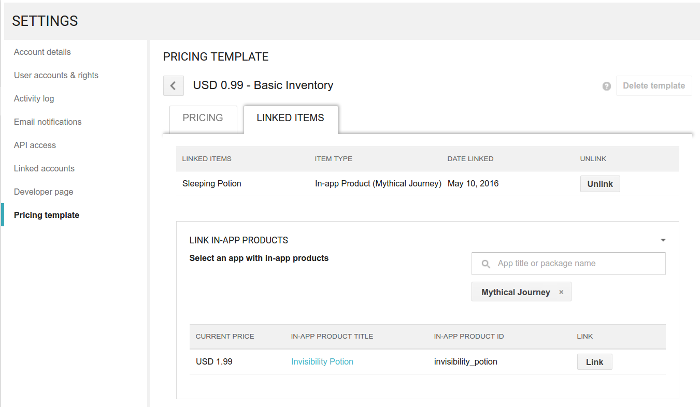 SETTINGS
Account details
User accounts & rights
Activity log
Email notifications
API access
Linked accounts
Developer page
Pricing template
PRICING TEMPLATE
USD 0.99 - Basic Inventory
Delete template
PRICING
LINKED ITEMS
LINKED ITEMS ITEM TYPE DATE LINKED UNLINK
Sleeping Potion In-app Product (Mythical Journey) May 10, 2016 Unlink
LINK IN-APP PRODUCTS
Select an app with in-app products
App title or package name
Mythical Journey ×
CURRENT PRICE IN-APP PRODUCT TITLE IN-APP PRODUCT ID LINK
USD 1.99 Invisibility Potion invisibility_potion Link